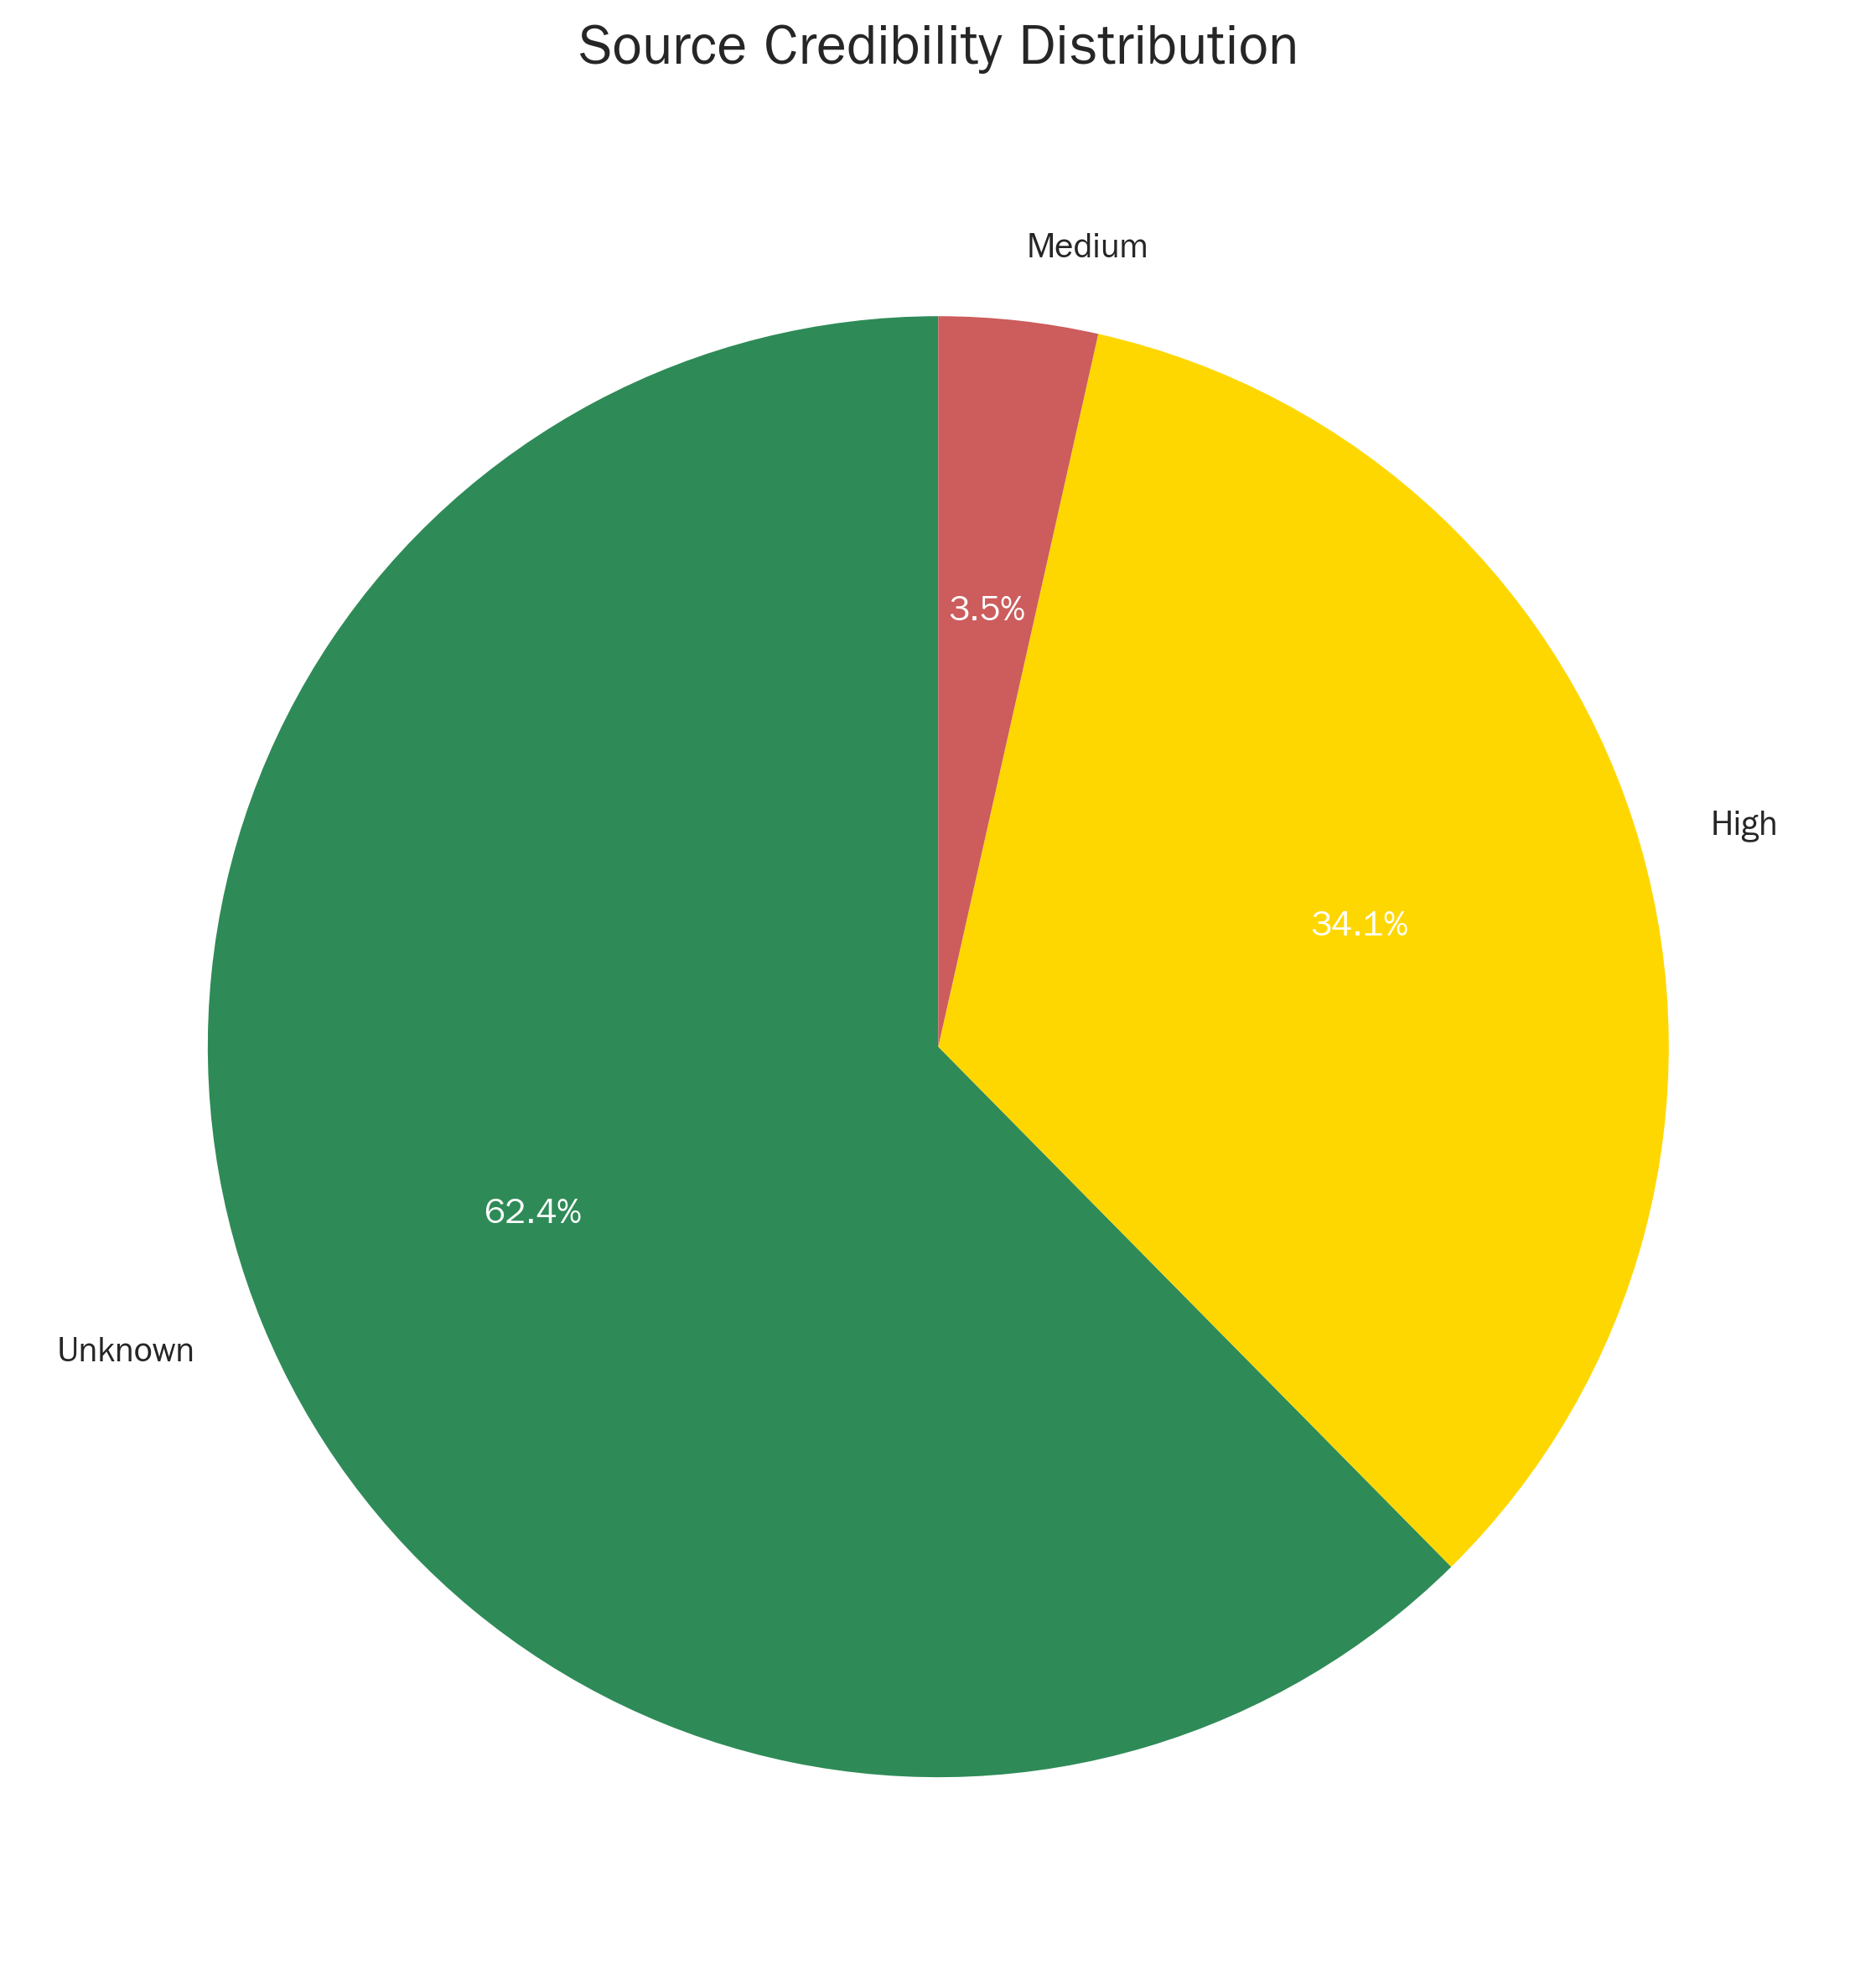 Source Credibility Distribution
Medium
3.5%
High
34.1%
62.4%
Unknown